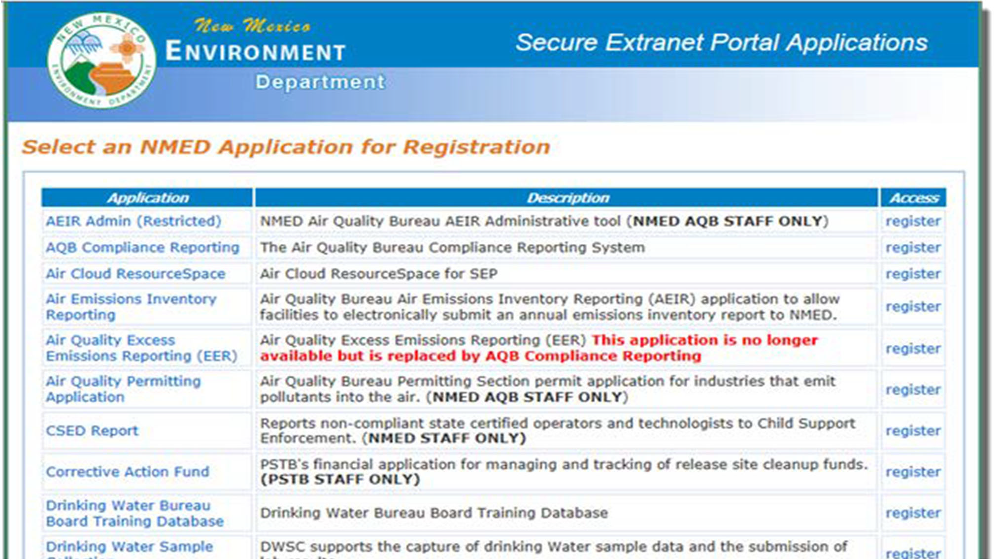 NEW MEXICO
ENVIRONMENT DEPARTMENT
New Mexico
ENVIRONMENT
Department
Secure Extranet Portal Applications
Select an NMED Application for Registration
Application Description Access
AEIR Admin (Restricted) NMED Air Quality Bureau AEIR Administrative tool (NMED AQB STAFF ONLY) register
AQB Compliance Reporting The Air Quality Bureau Compliance Reporting System register
Air Cloud ResourceSpace Air Cloud ResourceSpace for SEP register
Air Emissions Inventory
Reporting
Air Quality Bureau Air Emissions Inventory Reporting (AEIR) application to allow
facilities to electronically submit an annual emissions inventory report to NMED.
register
Air Quality Excess
Emissions Reporting (EER)
Air Quality Excess Emissions Reporting (EER) This application is no longer
available but is replaced by AQB Compliance Reporting
register
Air Quality Permitting
Application
Air Quality Bureau Permitting Section permit application for industries that emit
pollutants into the air. (NMED AQB STAFF ONLY)
register
CSED Report
Reports non-compliant state certified operators and technologists to Child Support
Enforcement. (NMED STAFF ONLY)
register
Corrective Action Fund
PSTB's financial application for managing and tracking of release site cleanup funds.
(PSTB STAFF ONLY)
register
Drinking Water Bureau
Board Training Database
Drinking Water Bureau Board Training Database
register
Drinking Water Sample
DWSC supports the capture of drinking Water sample data and the submission of
register